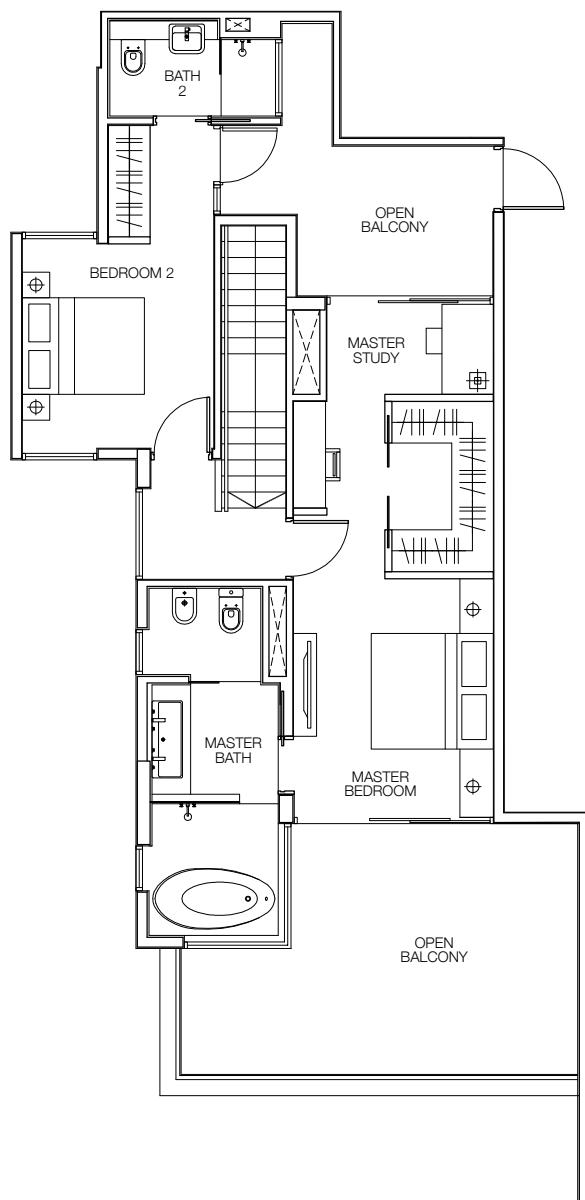 BATH
2
OPEN
BALCONY
BEDROOM 2
MASTER
STUDY
MASTER
BATH
MASTER
BEDROOM
OPEN
BALCONY